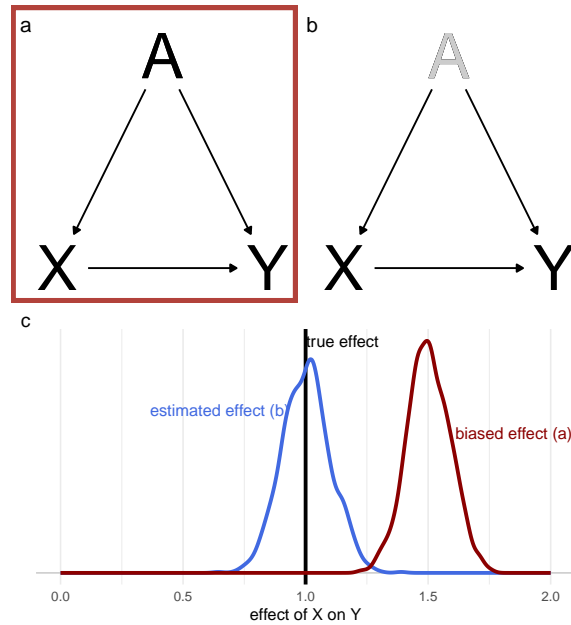 a
b
A
A
X
Y
X
Y
c
true effect
estimated effect (b)
biased effect (a)
0.0 0.5 1.0 1.5 2.0
effect of X on Y